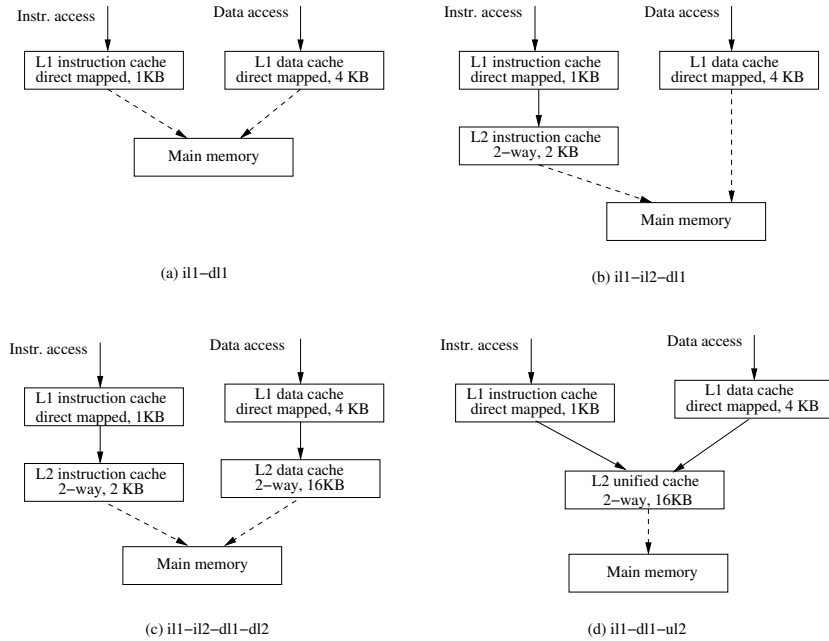 Instr. access
Data access
L1 instruction cache
direct mapped, 1KB
L1 data cache
direct mapped, 4 KB
Main memory
(a) il1−dl1
Instr. access
Data access
L1 instruction cache
direct mapped, 1KB
L1 data cache
direct mapped, 4 KB
L2 instruction cache
2−way, 2 KB
Main memory
(b) il1−il2−dl1
Instr. access
Data access
L1 instruction cache
direct mapped, 1KB
L1 data cache
direct mapped, 4 KB
L2 instruction cache
2−way, 2 KB
L2 data cache
2−way, 16KB
Main memory
(c) il1−il2−dl1−dl2
Instr. access
Data access
L1 instruction cache
direct mapped, 1KB
L1 data cache
direct mapped, 4 KB
L2 unified cache
2−way, 16KB
Main memory
(d) il1−dl1−ul2